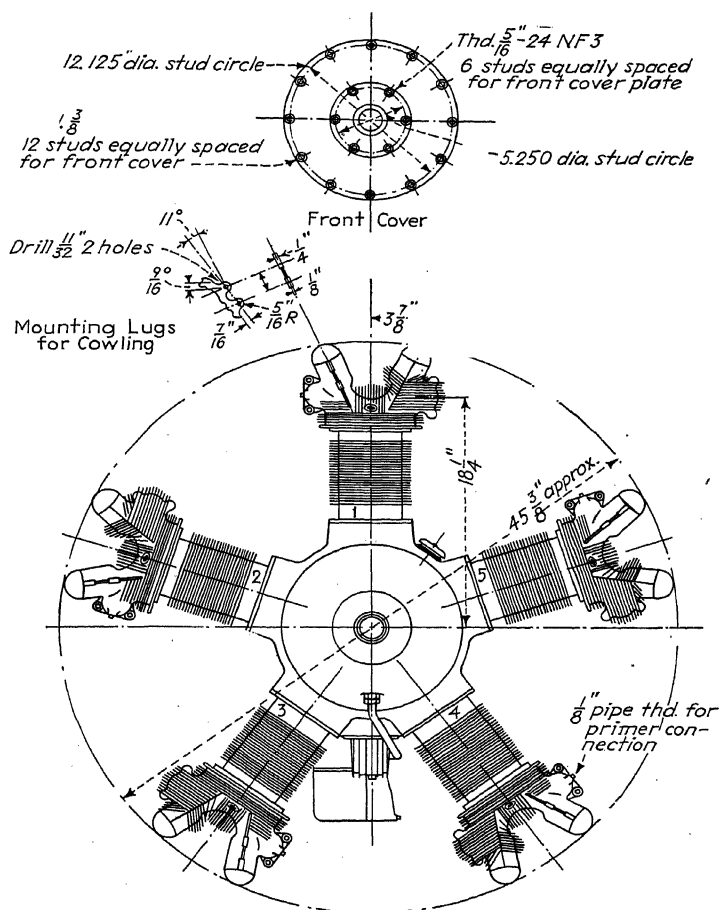 Thd. 5/16"-24 NF3
6 studs equally spaced
for front cover plate
12.125" dia. stud circle
1 3/8
12 studs equally spaced
for front cover
5.250 dia. stud circle
Front Cover
11°
Drill 11/32" 2 holes
9/16°
1/4"
1/8"
5/16" R
7/16"
Mounting Lugs
for Cowling
3 7/8"
18 1/4"
45 3/8" approx.
1
2
5
3
4
1/8" pipe thd. for
primer con-
nection